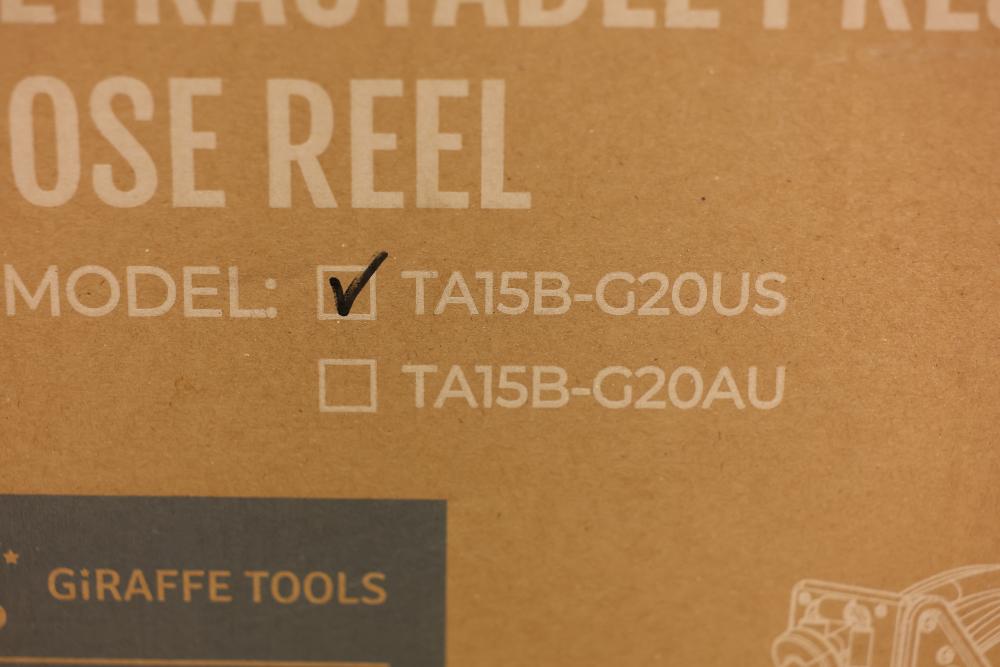 OSE REEL
MODEL: ☑ TA15B-G20US
☐ TA15B-G20AU
GiRAFFE TOOLS